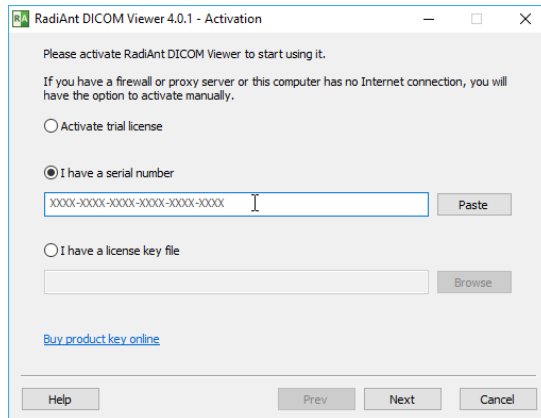 RA RadiAnt DICOM Viewer 4.0.1 - Activation
Please activate RadiAnt DICOM Viewer to start using it.
If you have a firewall or proxy server or this computer has no Internet connection, you will
have the option to activate manually.
Activate trial license
I have a serial number
XXXX-XXXX-XXXX-XXXX-XXXX-XXXX
Paste
I have a license key file
Browse
Buy product key online
Help Prev Next Cancel